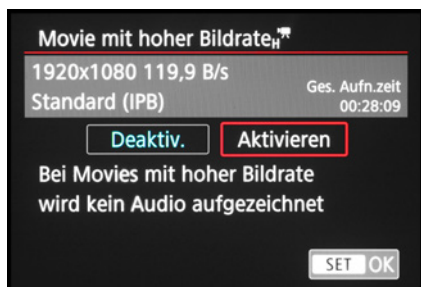 Movie mit hoher Bildrate H
1920x1080 119,9 B/s
Standard (IPB)
Ges. Aufn.zeit
00:28:09
Deaktiv. Aktivieren
Bei Movies mit hoher Bildrate
wird kein Audio aufgezeichnet
SET OK